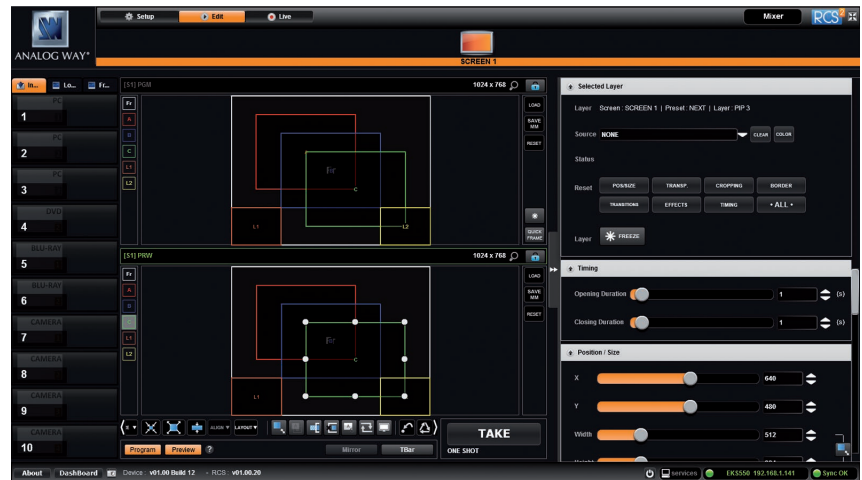 Setup Edit Live Mixer RCS²
ANALOG WAY®
SCREEN 1
In... Lo... Fr...
[S1] PGM 1024 x 768
Selected Layer
PC
1
PC
2
PC
3
DVD
4
BLU-RAY
5
BLU-RAY
6
CAMERA
7
CAMERA
8
CAMERA
9
CAMERA
10
Fr
A
B
C
L1
L2
Fr
C
L1
L2
LOAD
SAVE MM
RESET
QUICK FRAME
[S1] PRW 1024 x 768
Fr
A
B
L1
L2
Fr
C
L1
LOAD
SAVE MM
RESET
ALIGN LAYOUT
TAKE
ONE SHOT
Program Preview ? Mirror TBar
Layer Screen : SCREEN 1 | Preset : NEXT | Layer : PIP 3
Source NONE CLEAR COLOR
Status
Reset POS/SIZE TRANSP. CROPPING BORDER
TRANSITIONS EFFECTS TIMING • ALL •
Layer FREEZE
Timing
Opening Duration 1 (s)
Closing Duration 1 (s)
Position / Size
X 640
Y 480
Width 512
About DashBoard Device : v01.00 Build 12 - RCS : v01.00.20 services EKS550 192.168.1.141 Sync OK